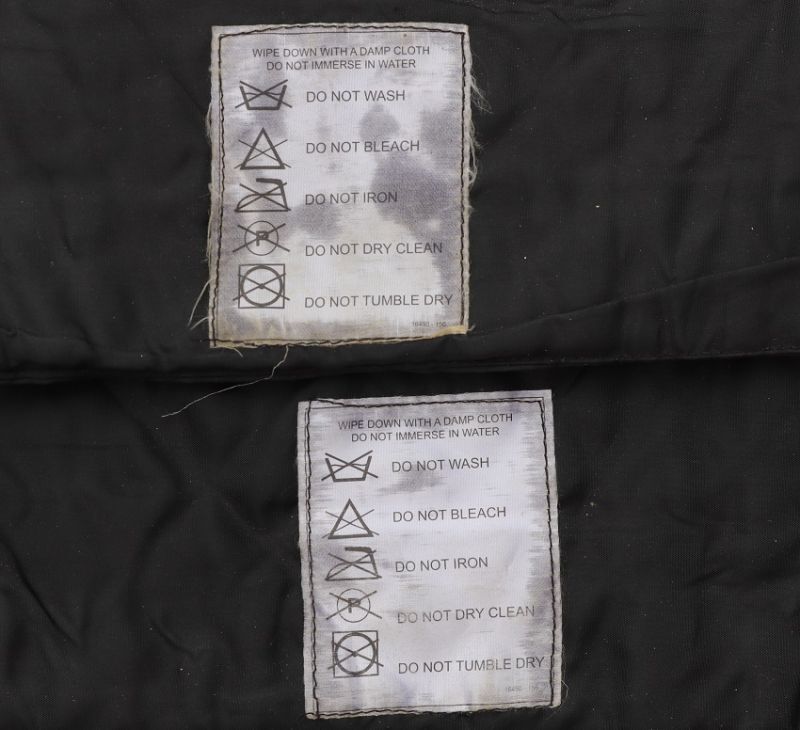 WIPE DOWN WITH A DAMP CLOTH
DO NOT IMMERSE IN WATER
DO NOT WASH
DO NOT BLEACH
DO NOT IRON
P
DO NOT DRY CLEAN
DO NOT TUMBLE DRY
WIPE DOWN WITH A DAMP CLOTH
DO NOT IMMERSE IN WATER
DO NOT WASH
DO NOT BLEACH
DO NOT IRON
P
DO NOT DRY CLEAN
DO NOT TUMBLE DRY